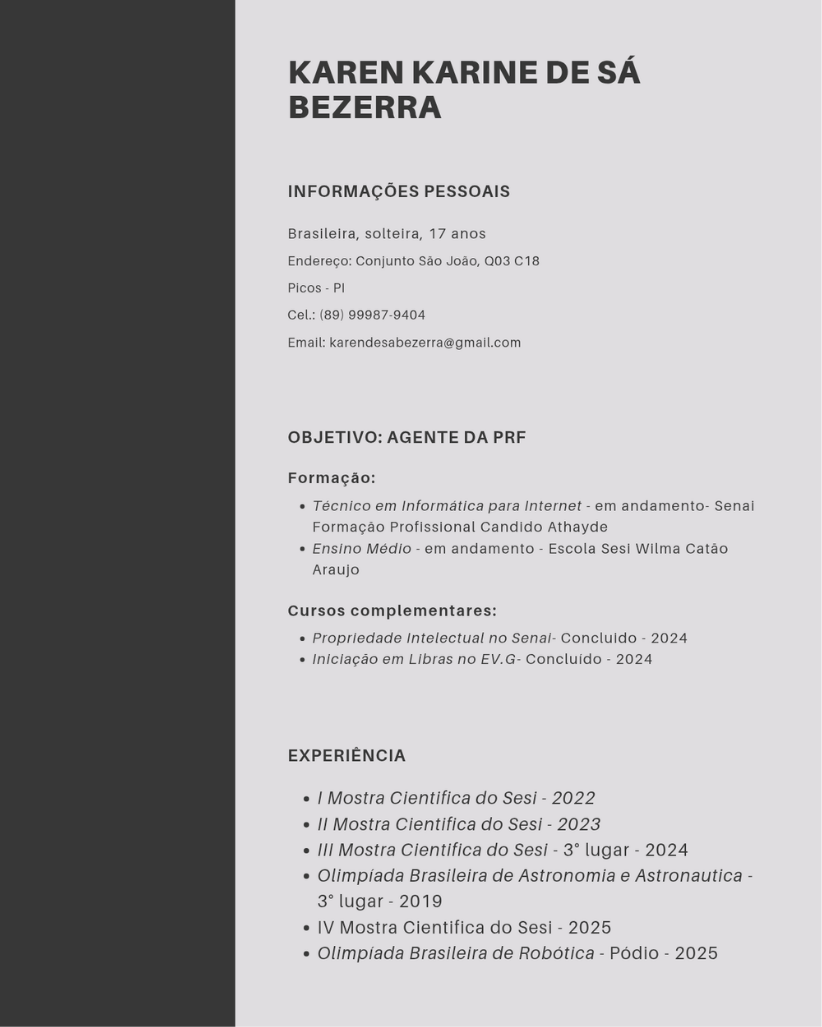 KAREN KARINE DE SÁ
BEZERRA
INFORMAÇÕES PESSOAIS
Brasileira, solteira, 17 anos
Endereço: Conjunto São João, Q03 C18
Picos - PI
Cel.: (89) 99987-9404
Email: karendesabezerra@gmail.com
OBJETIVO: AGENTE DA PRF
Formação:
• Técnico em Informática para Internet - em andamento- Senai
Formação Profissional Candido Athayde
• Ensino Médio - em andamento - Escola Sesi Wilma Catão
Araujo
Cursos complementares:
• Propriedade Intelectual no Senai- Concluido - 2024
• Iniciação em Libras no EV.G- Concluído - 2024
EXPERIÊNCIA
• I Mostra Cientifica do Sesi - 2022
• II Mostra Cientifica do Sesi - 2023
• III Mostra Cientifica do Sesi - 3° lugar - 2024
• Olimpíada Brasileira de Astronomia e Astronautica -
3° lugar - 2019
• IV Mostra Cientifica do Sesi - 2025
• Olimpíada Brasileira de Robótica - Pódio - 2025